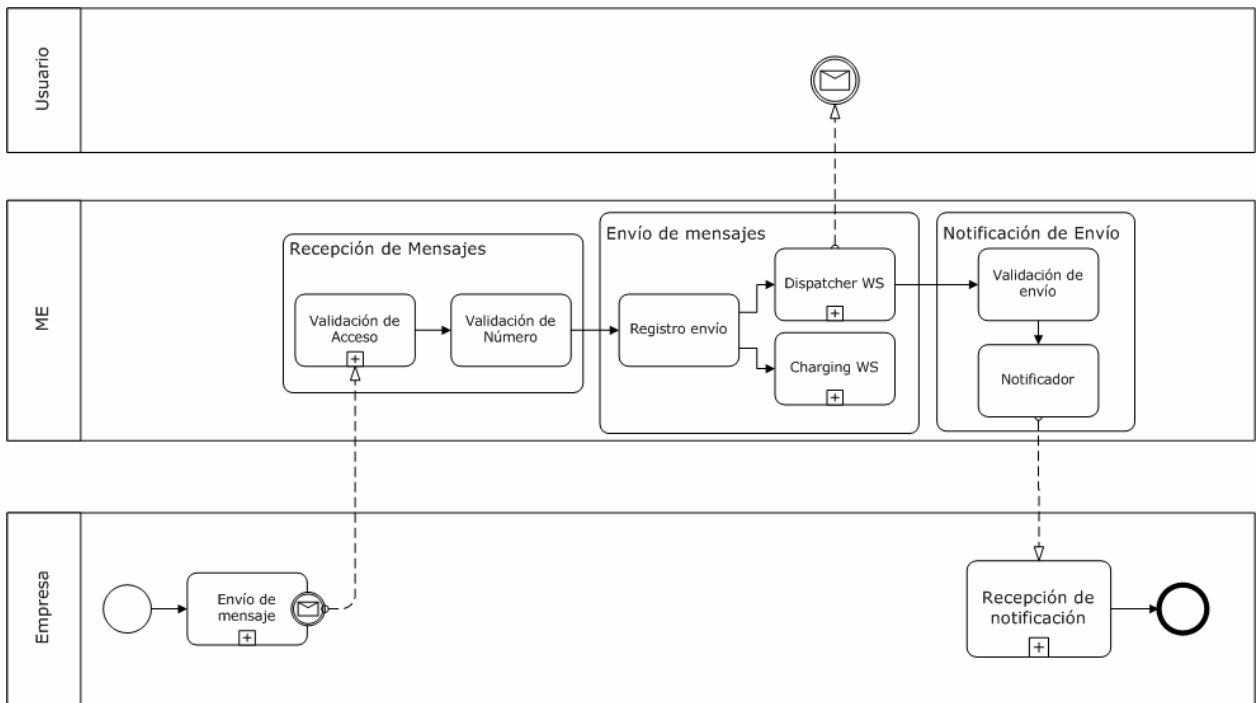 Usuario
ME
Recepción de Mensajes
Validación de
Acceso
Validación de
Número
Envío de mensajes
Registro envío
Dispatcher WS
Charging WS
Notificación de Envío
Validación de
envío
Notificador
Empresa
Envío de
mensaje
Recepción de
notificación